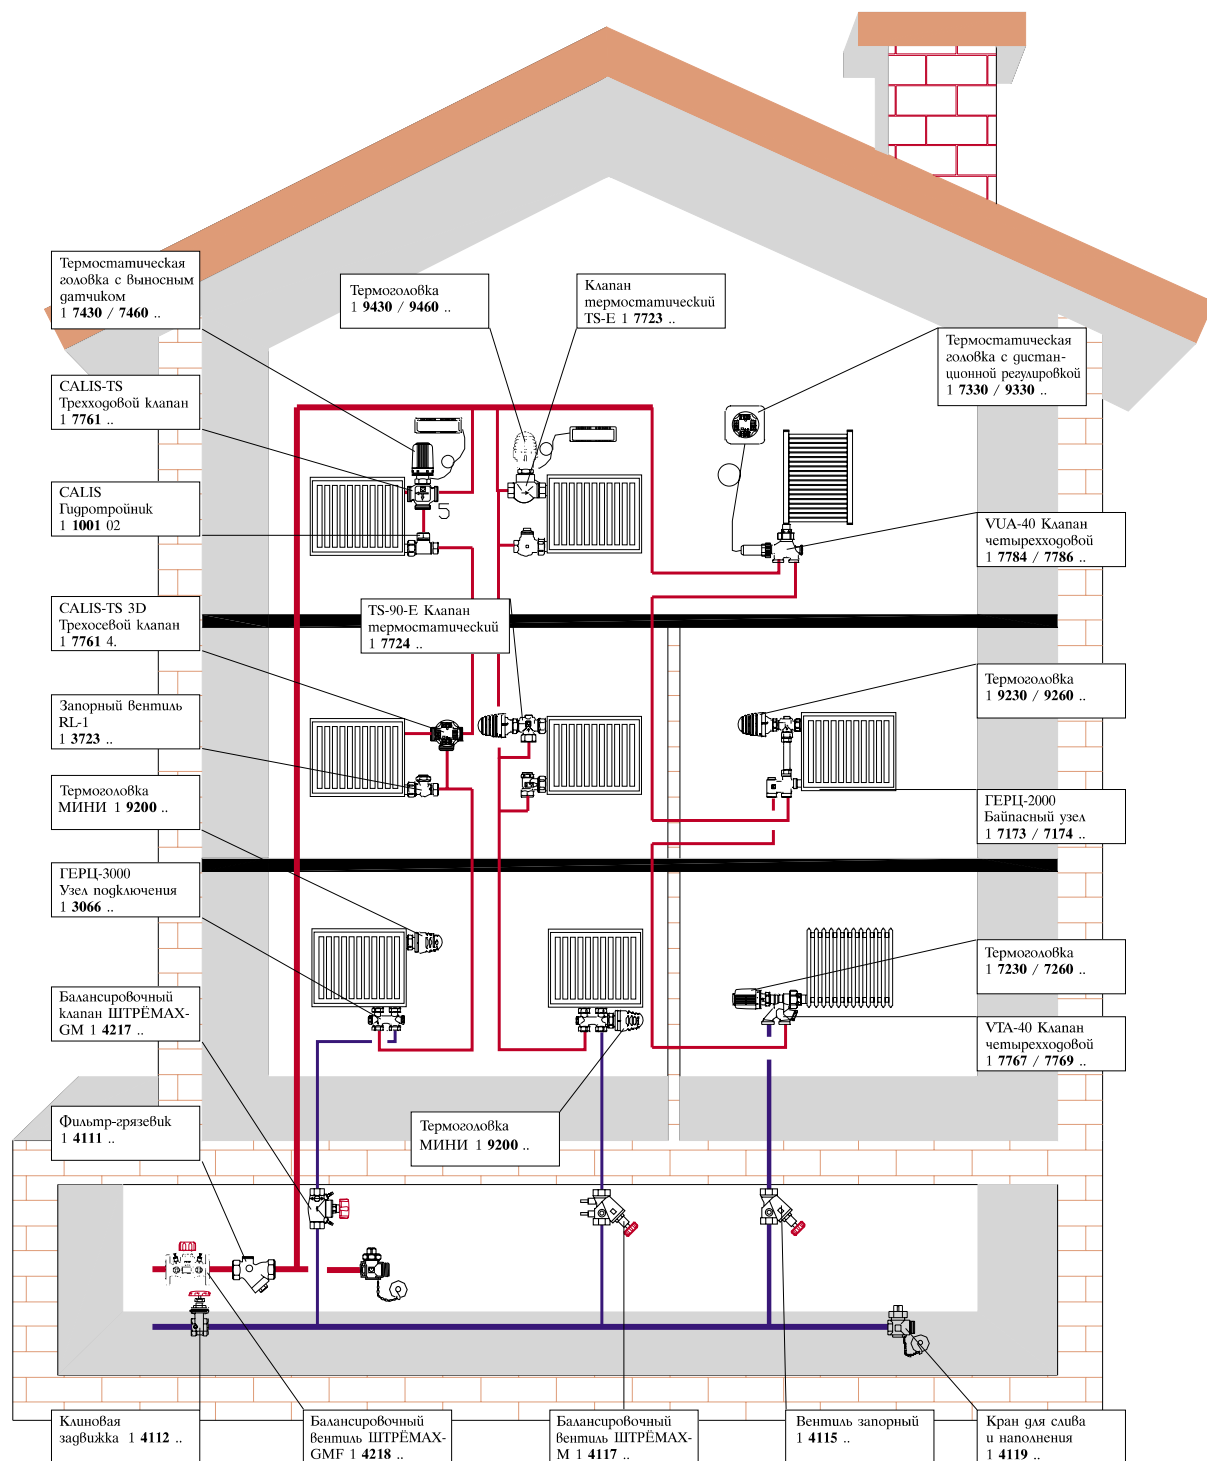 Термостатическая
головка с выносным
датчиком
1 7430 / 7460 ..
Термоголовка
1 9430 / 9460 ..
Клапан
термостатический
TS-E 1 7723 ..
Термостатическая
головка с дистан-
ционной регулировкой
1 7330 / 9330 ..
CALIS-TS
Трехходовой клапан
1 7761 ..
CALIS
Гидротройник
1 1001 02
5
VUA-40 Клапан
четырехходовой
1 7784 / 7786 ..
CALIS-TS 3D
Трехосевой клапан
1 7761 4.
TS-90-E Клапан
термостатический
1 7724 ..
Термоголовка
1 9230 / 9260 ..
Запорный вентиль
RL-1
1 3723 ..
Термоголовка
МИНИ 1 9200 ..
ГЕРЦ-2000
Байпасный узел
1 7173 / 7174 ..
ГЕРЦ-3000
Узел подключения
1 3066 ..
Термоголовка
1 7230 / 7260 ..
Балансировочный
клапан ШТРЁМАХ-
GM 1 4217 ..
VTA-40 Клапан
четырехходовой
1 7767 / 7769 ..
Фильтр-грязевик
1 4111 ..
Термоголовка
МИНИ 1 9200 ..
Клиновая
задвижка 1 4112 ..
Балансировочный
вентиль ШТРЁМАХ-
GMF 1 4218 ..
Балансировочный
вентиль ШТРЁМАХ-
M 1 4117 ..
Вентиль запорный
1 4115 ..
Кран для слива
и наполнения
1 4119 ..